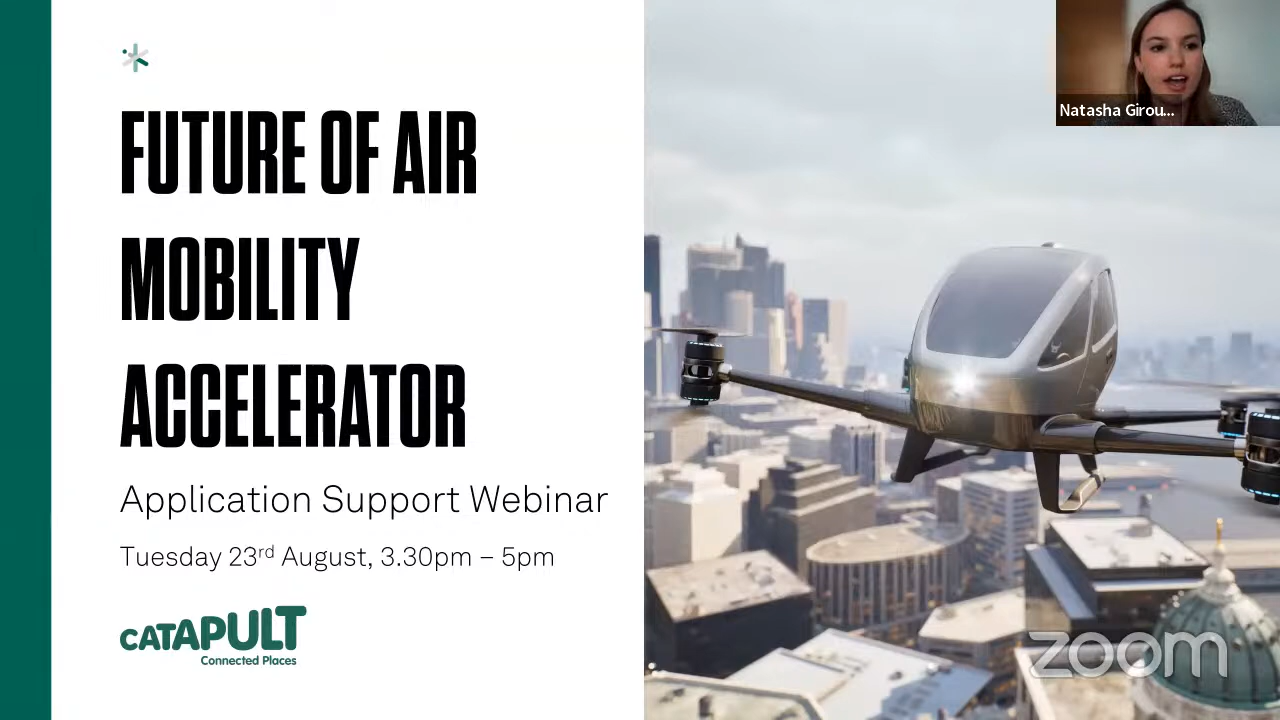 Natasha Girou...
FUTURE OF AIR
MOBILITY
ACCELERATOR
Application Support Webinar
Tuesday 23rd August, 3.30pm – 5pm
CATAPULT
Connected Places
zoom